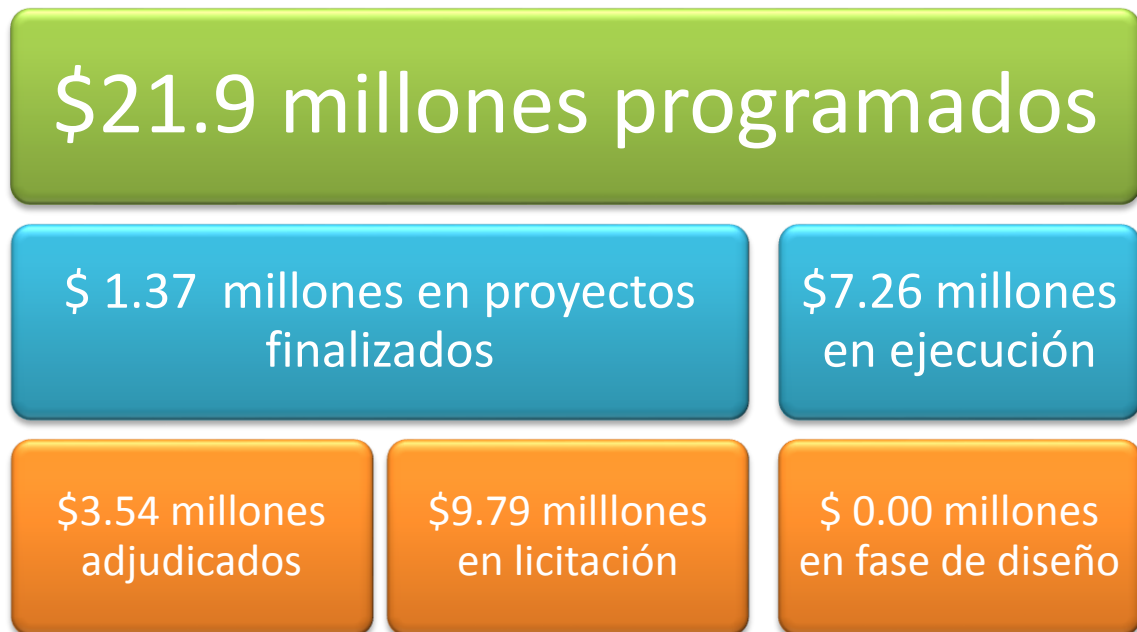 $21.9 millones programados
$ 1.37 millones en proyectos
finalizados
$7.26 millones
en ejecución
$3.54 millones
adjudicados
$9.79 milllones
en licitación
$ 0.00 millones
en fase de diseño